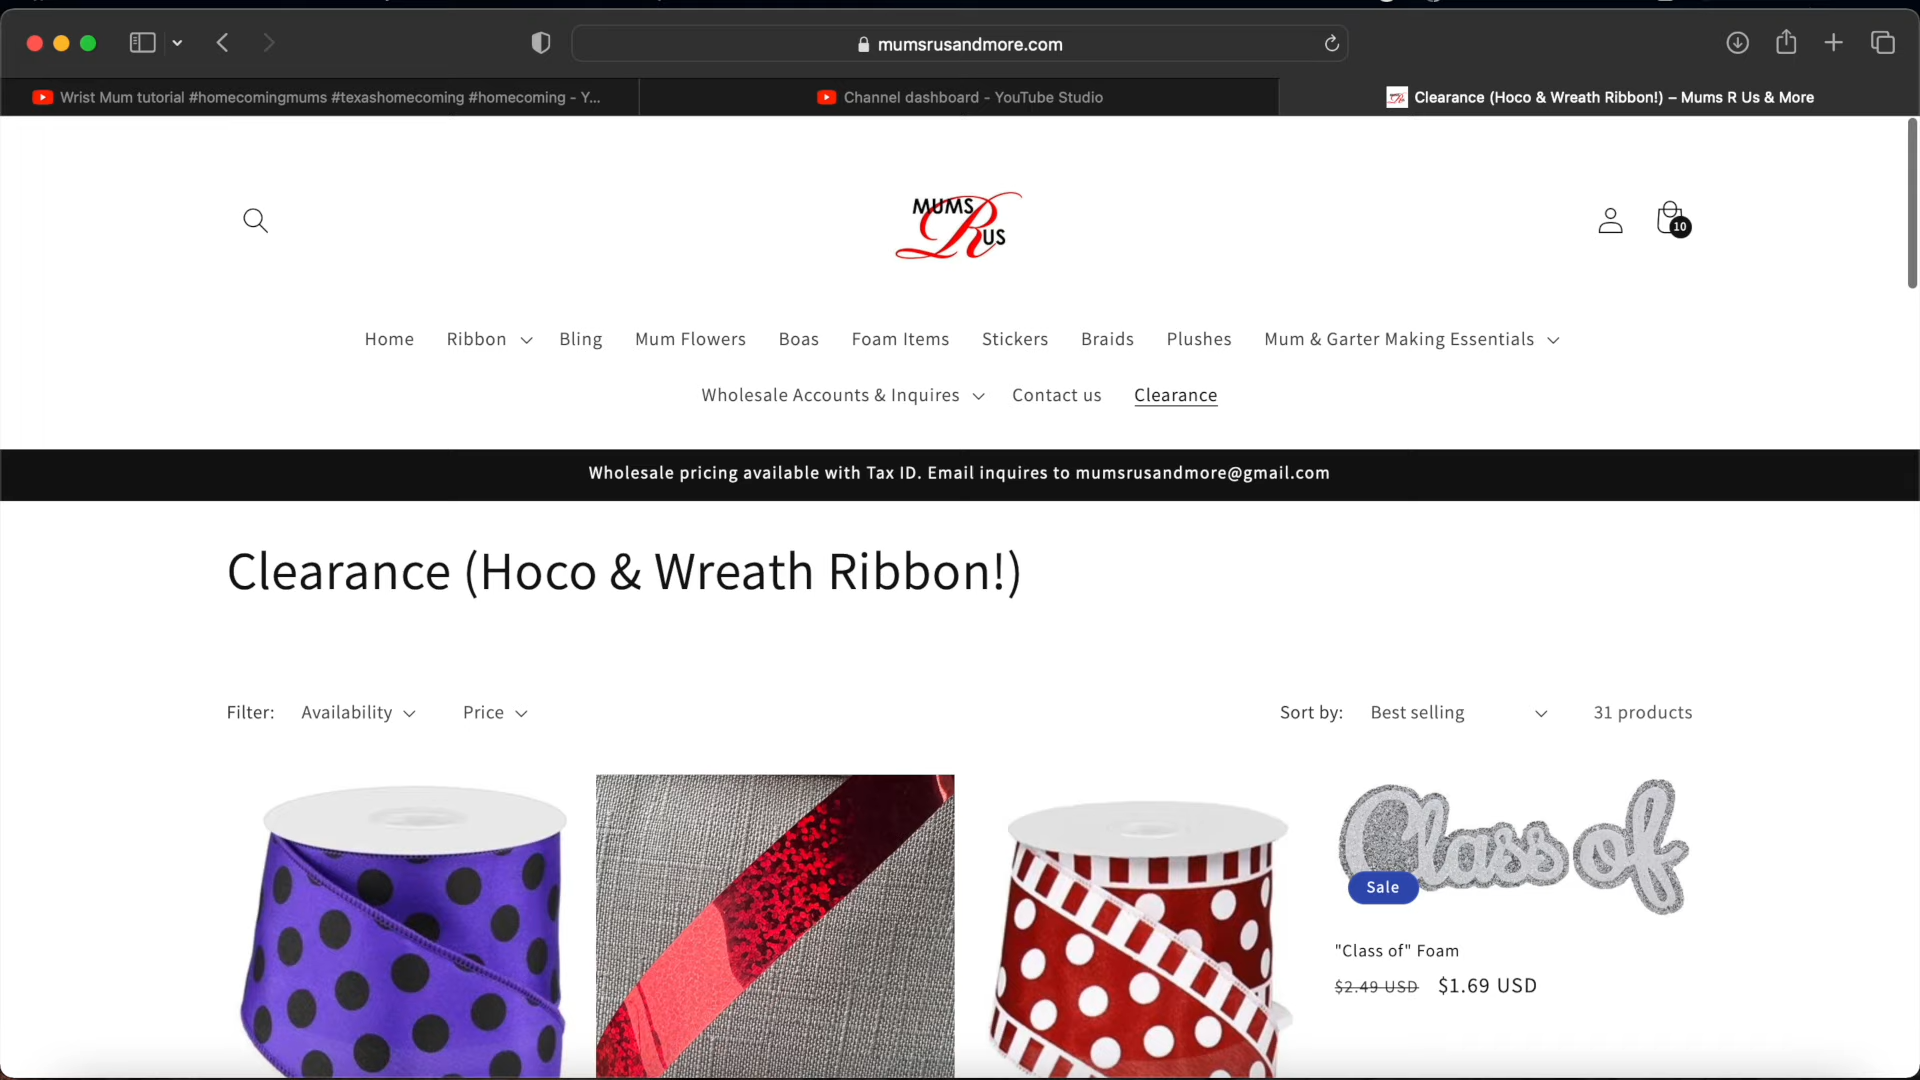 mumsrusandmore.com
Wrist Mum tutorial #homecomingmums #texashomecoming #homecoming - Y...
Channel dashboard - YouTube Studio
Clearance (Hoco & Wreath Ribbon!) – Mums R Us & More
MUMS
R US
10
Home Ribbon Bling Mum Flowers Boas Foam Items Stickers Braids Plushes Mum & Garter Making Essentials
Wholesale Accounts & Inquires Contact us Clearance
Wholesale pricing available with Tax ID. Email inquires to mumsrusandmore@gmail.com
Clearance (Hoco & Wreath Ribbon!)
Filter: Availability Price Sort by: Best selling 31 products
Class of
Sale
"Class of" Foam
$2.49 USD $1.69 USD